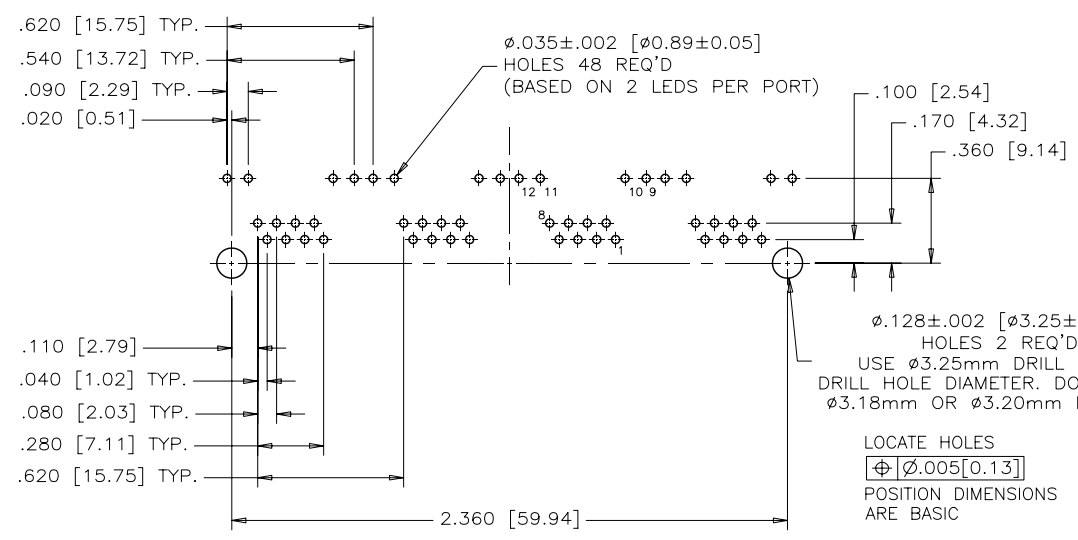 .620 [15.75] TYP.
.540 [13.72] TYP.
.090 [2.29] TYP.
.020 [0.51]
ø.035±.002 [ø0.89±0.05]
HOLES 48 REQ'D
(BASED ON 2 LEDS PER PORT)
.100 [2.54]
.170 [4.32]
.360 [9.14]
12 11
10 9
8
1
.110 [2.79]
.040 [1.02] TYP.
.080 [2.03] TYP.
.280 [7.11] TYP.
.620 [15.75] TYP.
2.360 [59.94]
ø.128±.002 [ø3.25±
HOLES 2 REQ'D
USE ø3.25mm DRILL
DRILL HOLE DIAMETER. DO
ø3.18mm OR ø3.20mm
LOCATE HOLES
⌖ Ø.005[0.13]
POSITION DIMENSIONS
ARE BASIC